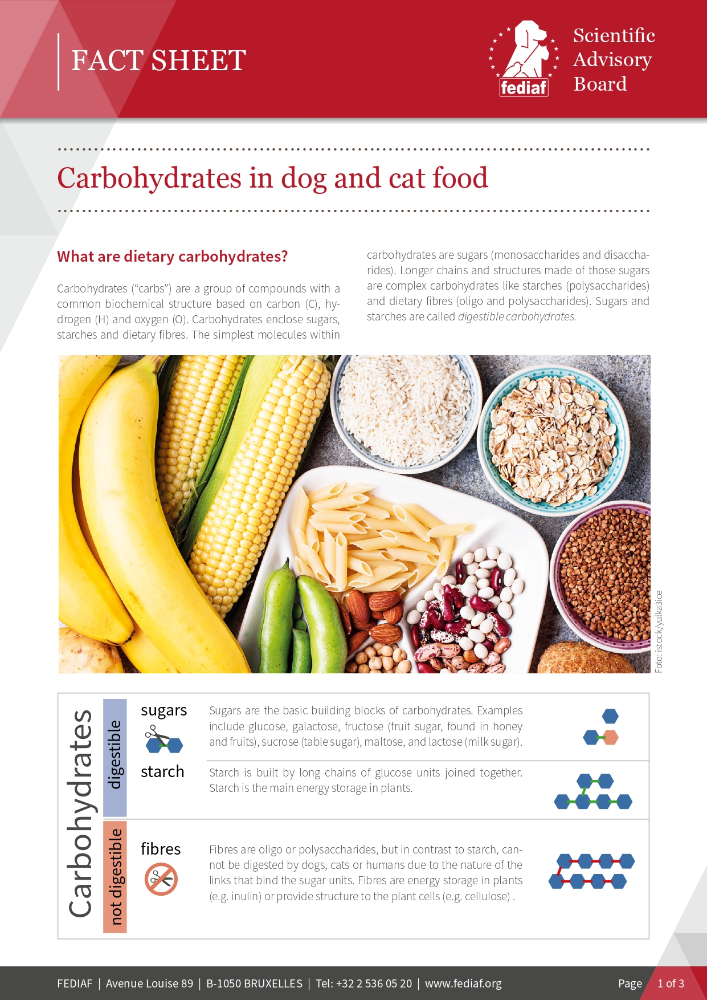 FACT SHEET
fediaf
Scientific
Advisory
Board
Carbohydrates in dog and cat food
What are dietary carbohydrates?
Carbohydrates (“carbs”) are a group of compounds with a
common biochemical structure based on carbon (C), hy-
drogen (H) and oxygen (O). Carbohydrates enclose sugars,
starches and dietary fibres. The simplest molecules within
carbohydrates are sugars (monosaccharides and disaccha-
rides). Longer chains and structures made of those sugars
are complex carbohydrates like starches (polysaccharides)
and dietary fibres (oligo and polysaccharides). Sugars and
starches are called digestible carbohydrates.
Foto: istock/yulka3ice
Carbohydrates
digestible
sugars
Sugars are the basic building blocks of carbohydrates. Examples
include glucose, galactose, fructose (fruit sugar, found in honey
and fruits), sucrose (table sugar), maltose, and lactose (milk sugar).
starch
Starch is built by long chains of glucose units joined together.
Starch is the main energy storage in plants.
not digestible
fibres
Fibres are oligo or polysaccharides, but in contrast to starch, can-
not be digested by dogs, cats or humans due to the nature of the
links that bind the sugar units. Fibres are energy storage in plants
(e.g. inulin) or provide structure to the plant cells (e.g. cellulose) .
FEDIAF | Avenue Louise 89 | B-1050 BRUXELLES | Tel: +32 2 536 05 20 | www.fediaf.org
Page 1 of 3